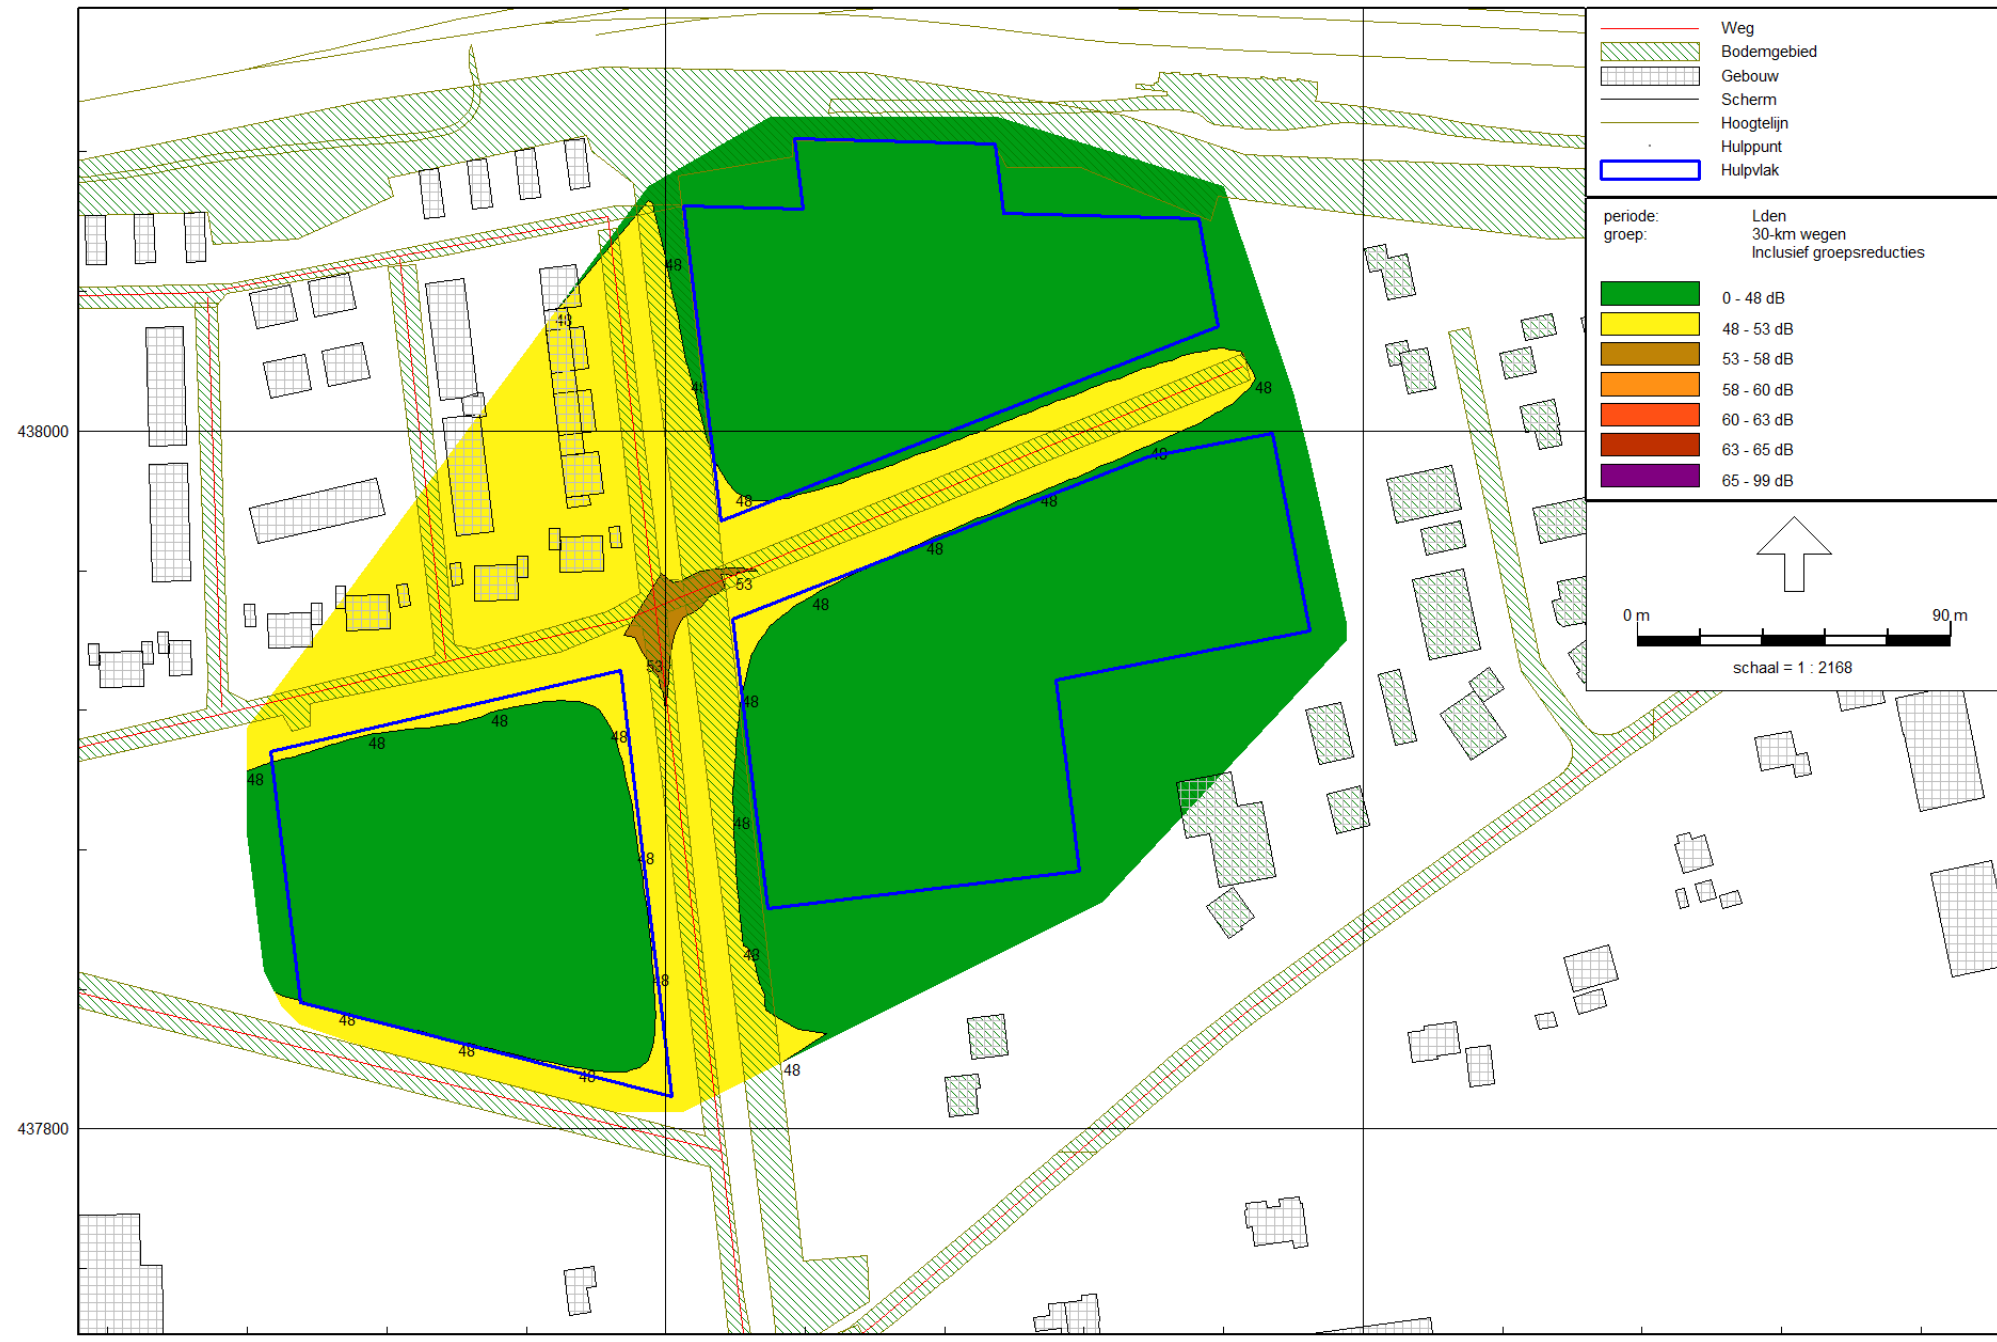 Weg
Bodemgebied
Gebouw
Scherm
Hoogtelijn
Hulppunt
Hulpvlak
periode: Lden
groep: 30-km wegen
Inclusief groepsreducties
0 - 48 dB
48 - 53 dB
53 - 58 dB
58 - 60 dB
60 - 63 dB
63 - 65 dB
65 - 99 dB
0 m 90 m
schaal = 1 : 2168
48
48
48
48
438000
48
48
48
48
53
48
53
48
48
48
48
48
48
48
48
48
48
48
48
48
48
437800